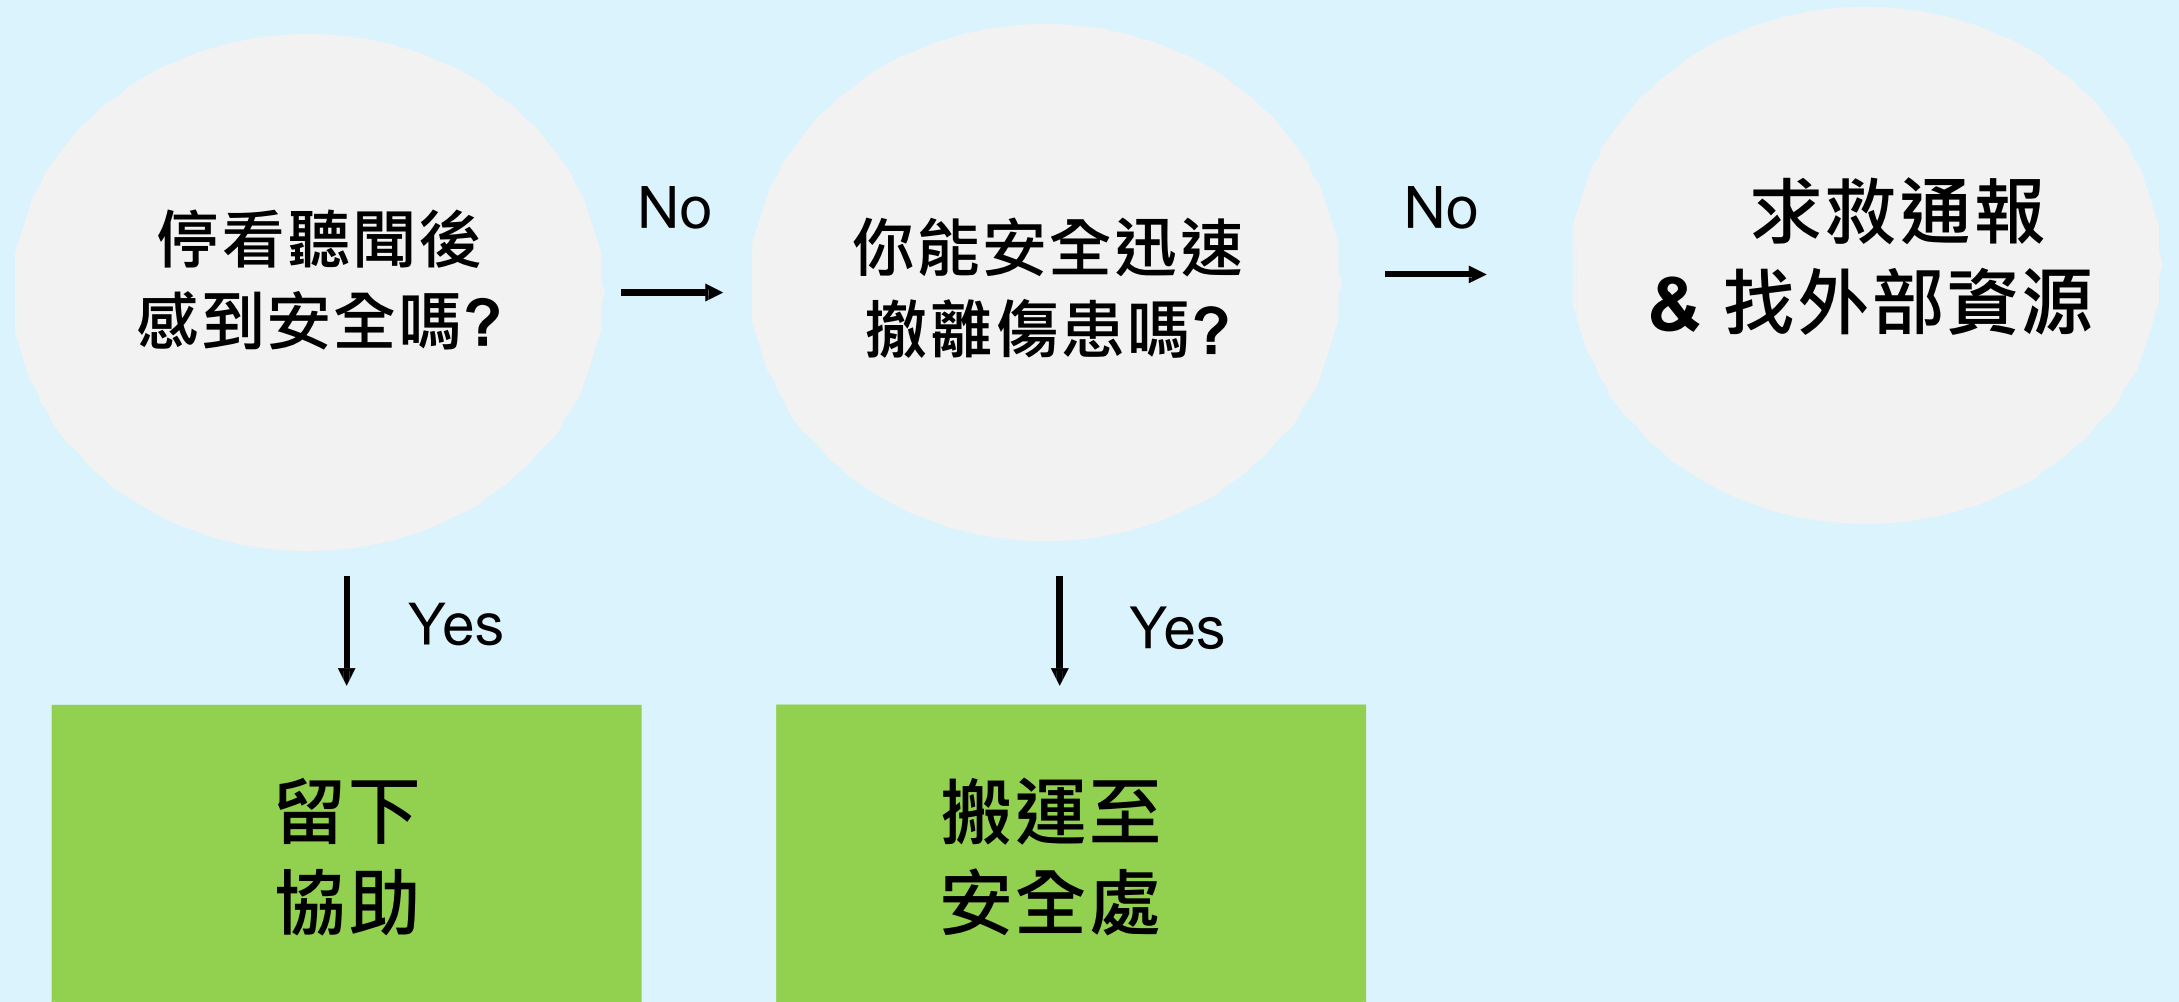 停看聽聞後
感到安全嗎?
No
你能安全迅速
撤離傷患嗎?
No
求救通報
& 找外部資源
Yes
Yes
留下
協助
搬運至
安全處